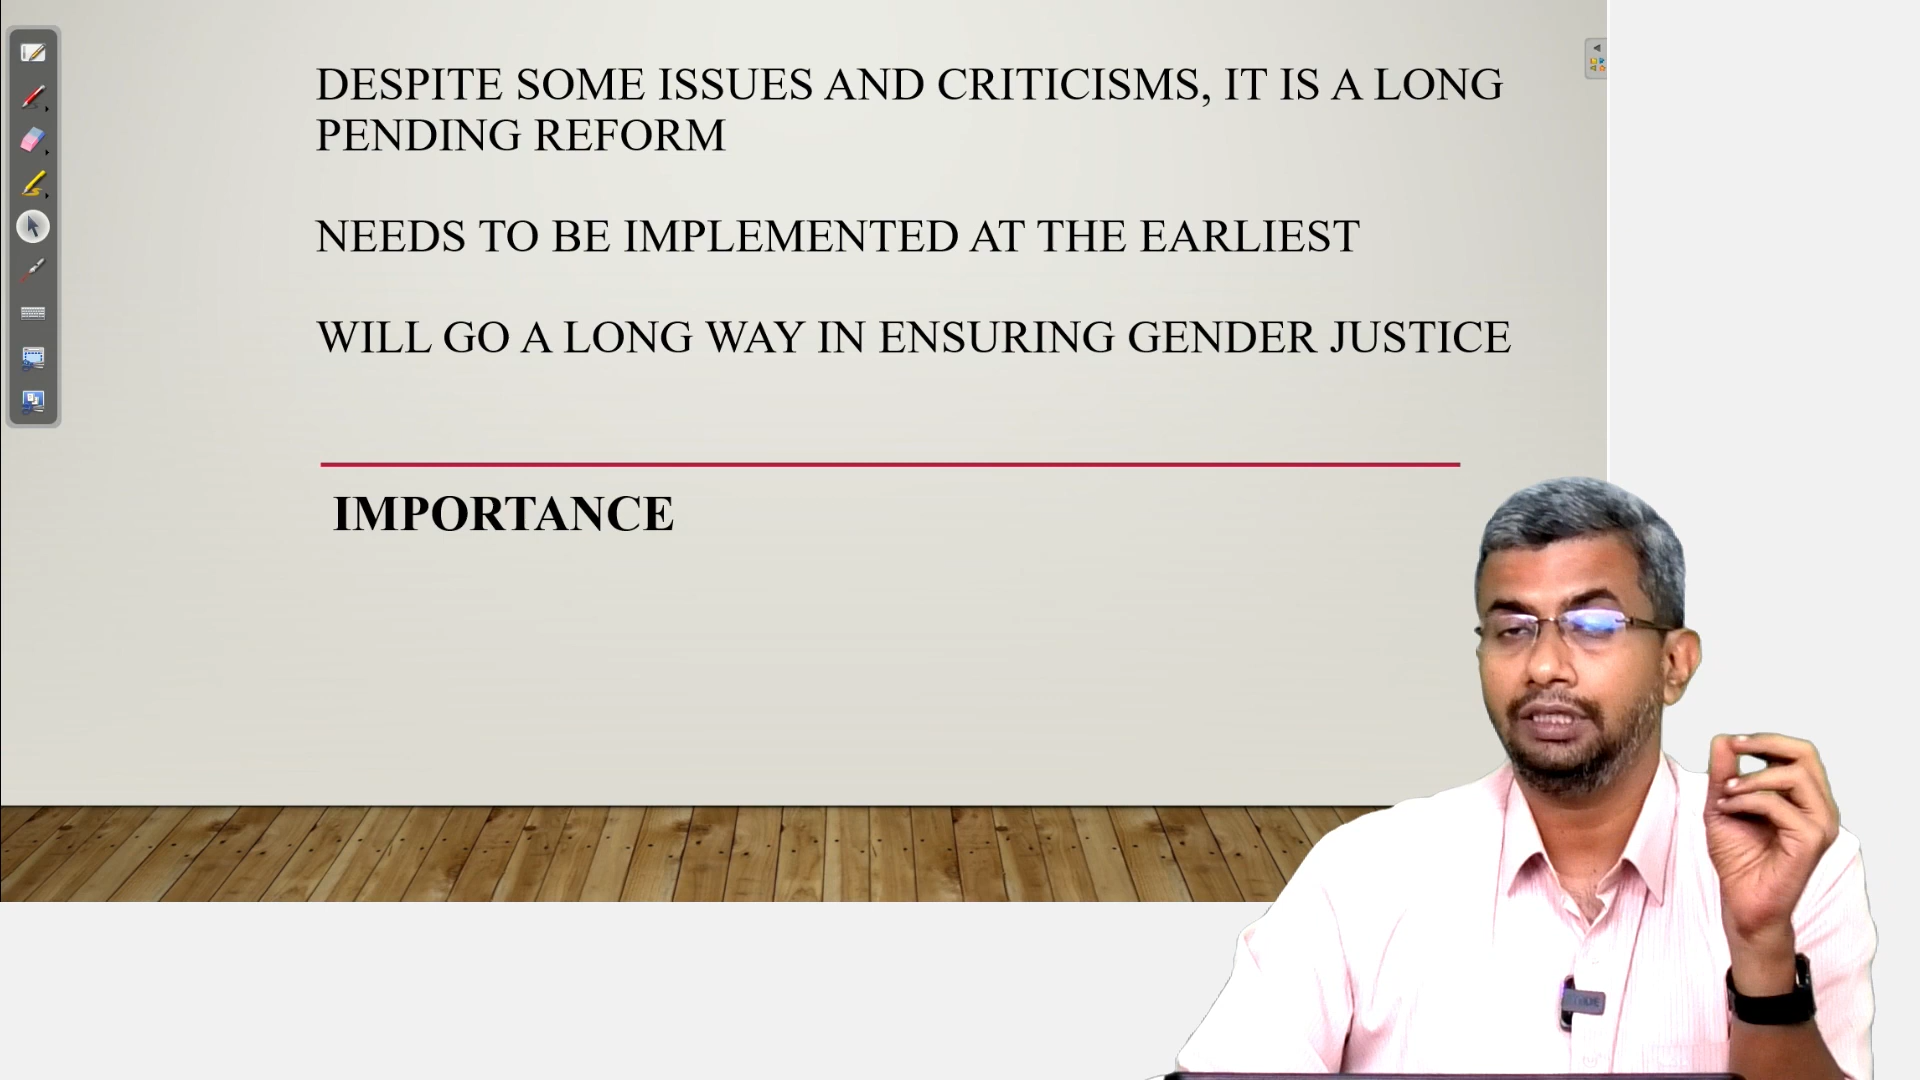 DESPITE SOME ISSUES AND CRITICISMS, IT IS A LONG
PENDING REFORM
NEEDS TO BE IMPLEMENTED AT THE EARLIEST
WILL GO A LONG WAY IN ENSURING GENDER JUSTICE
IMPORTANCE